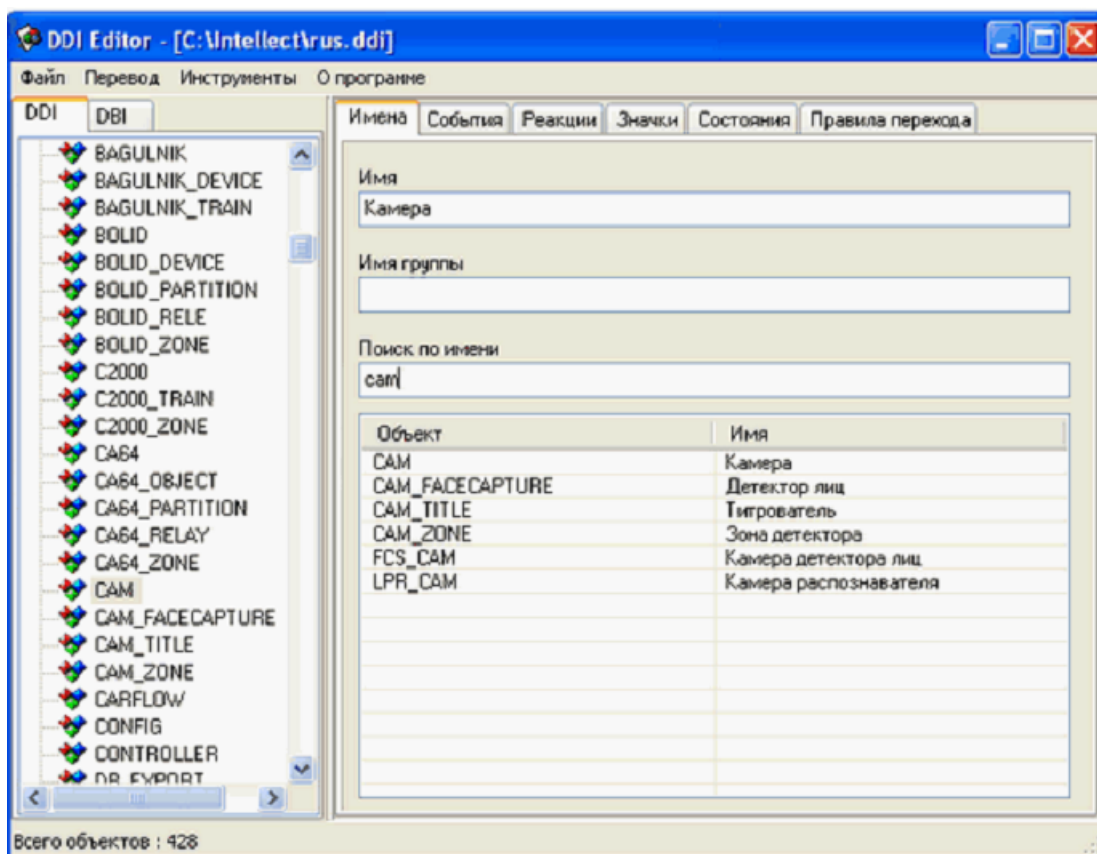 DDI Editor - [C:\Intellect\rus.ddi]
Файл Перевод Инструменты О программе
DDI DBI
BAGULNIK
BAGULNIK_DEVICE
BAGULNIK_TRAIN
BOLID
BOLID_DEVICE
BOLID_PARTITION
BOLID_RELE
BOLID_ZONE
C2000
C2000_TRAIN
C2000_ZONE
CA64
CA64_OBJECT
CA64_PARTITION
CA64_RELAY
CA64_ZONE
CAM
CAM_FACECAPTURE
CAM_TITLE
CAM_ZONE
CARFLOW
CONFIG
CONTROLLER
DB_EXPORT
Имена События Реакции Значки Состояния Правила перехода
Имя
Камера
Имя группы
Поиск по имени
cam
Объект Имя
CAM Камера
CAM_FACECAPTURE Детектор лиц
CAM_TITLE Титрователь
CAM_ZONE Зона детектора
FCS_CAM Камера детектора лиц
LPR_CAM Камера распознавателя
Всего объектов : 428